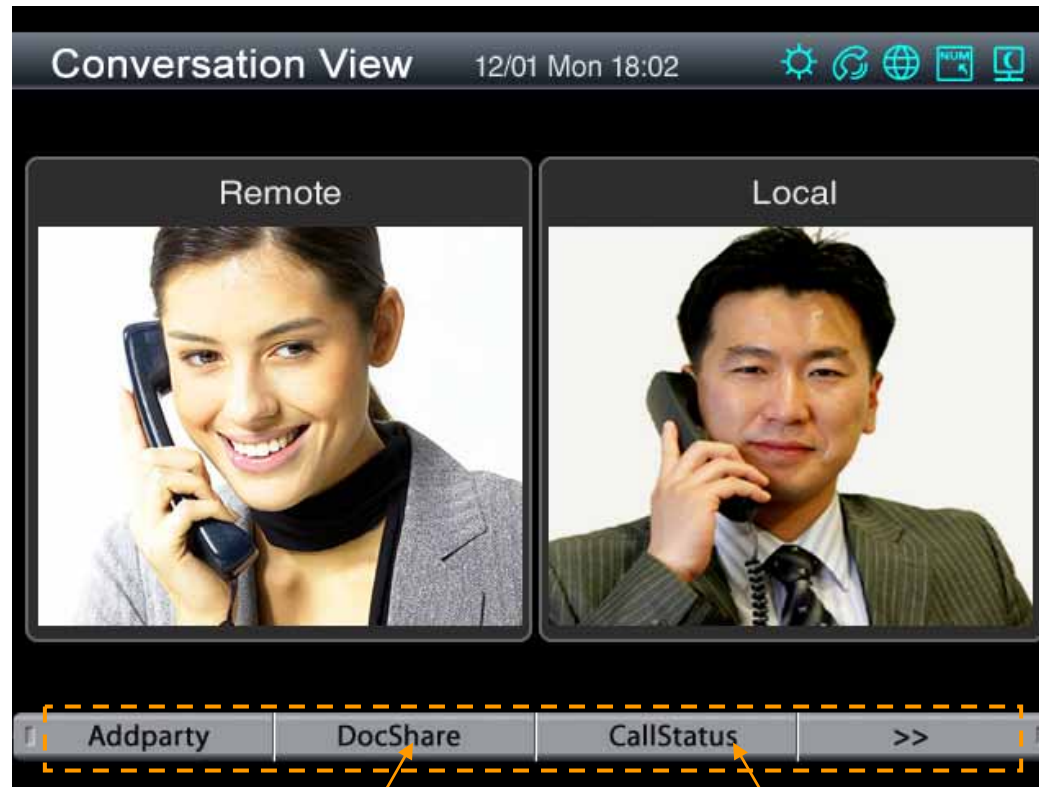 Conversation View 12/01 Mon 18:02 NUM
Remote Local
Addparty DocShare CallStatus >>